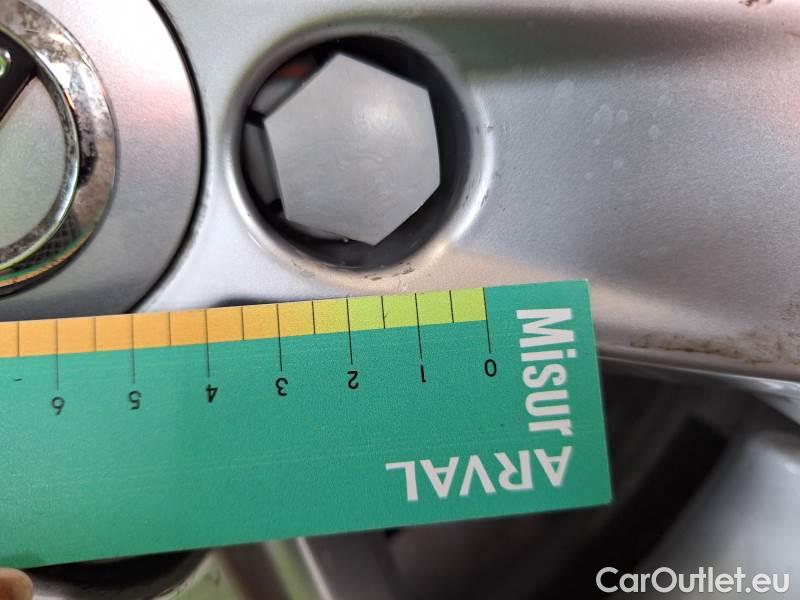 Misur
ARVAL
0 1 2 3 4 5 6
CarOutlet.eu